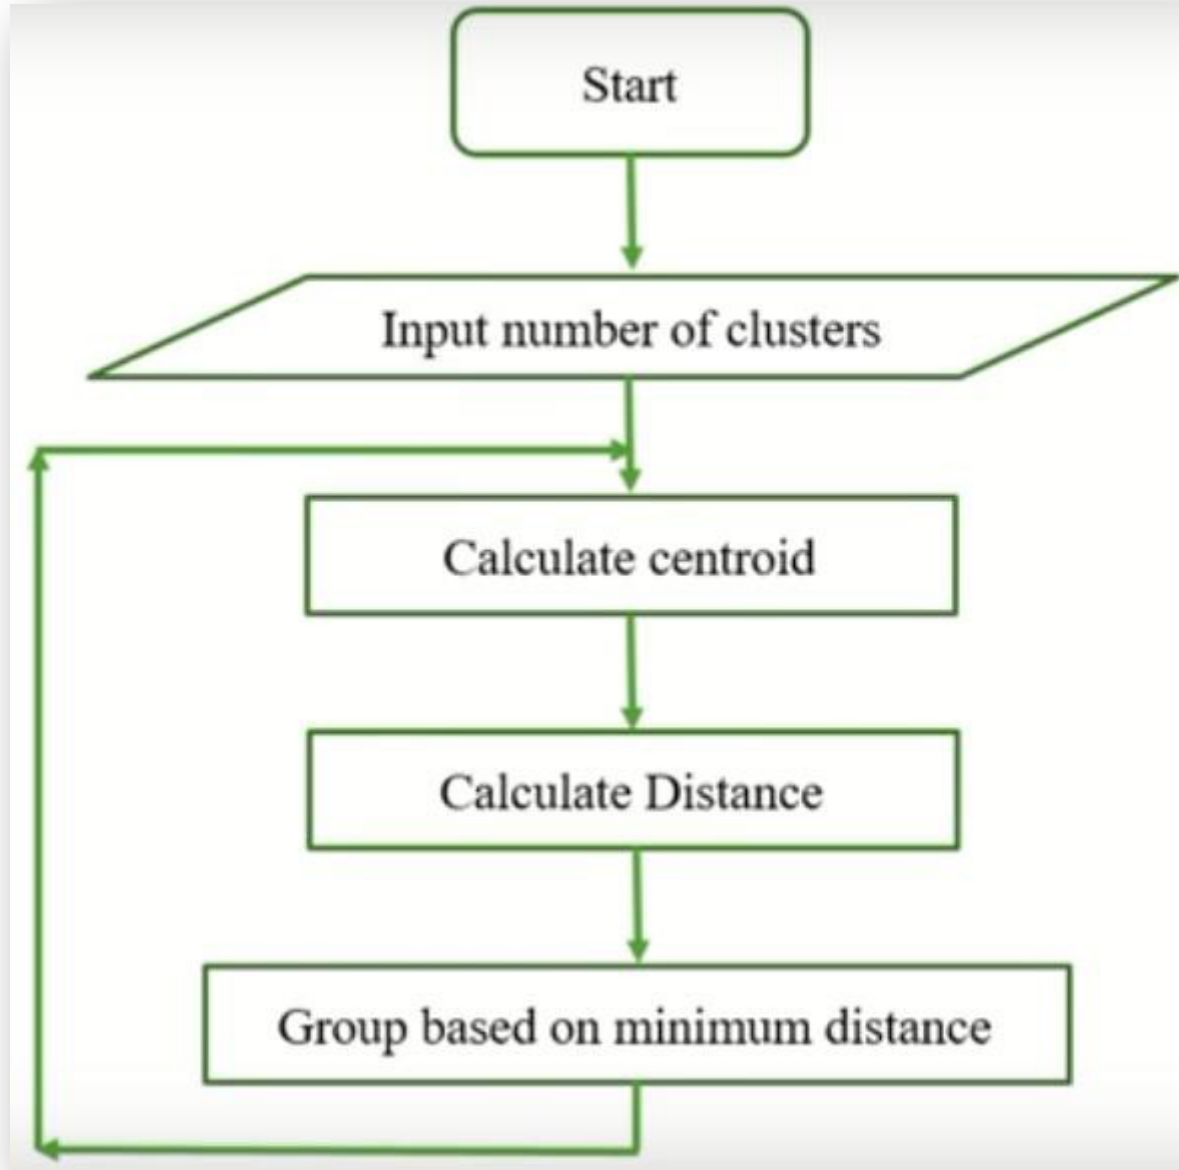 Start
Input number of clusters
Calculate centroid
Calculate Distance
Group based on minimum distance